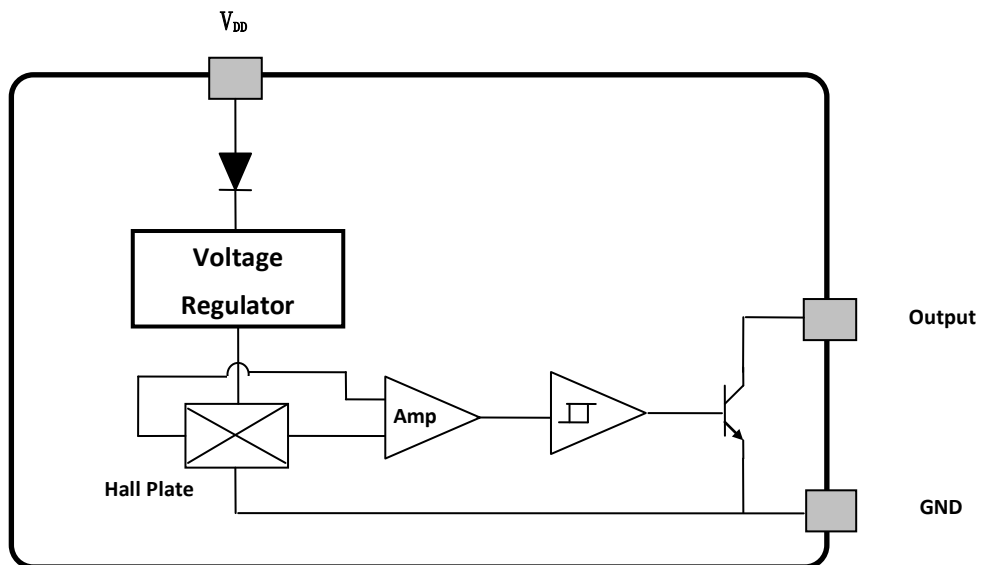 VDD
Voltage
Regulator
Output
Amp
Hall Plate
GND